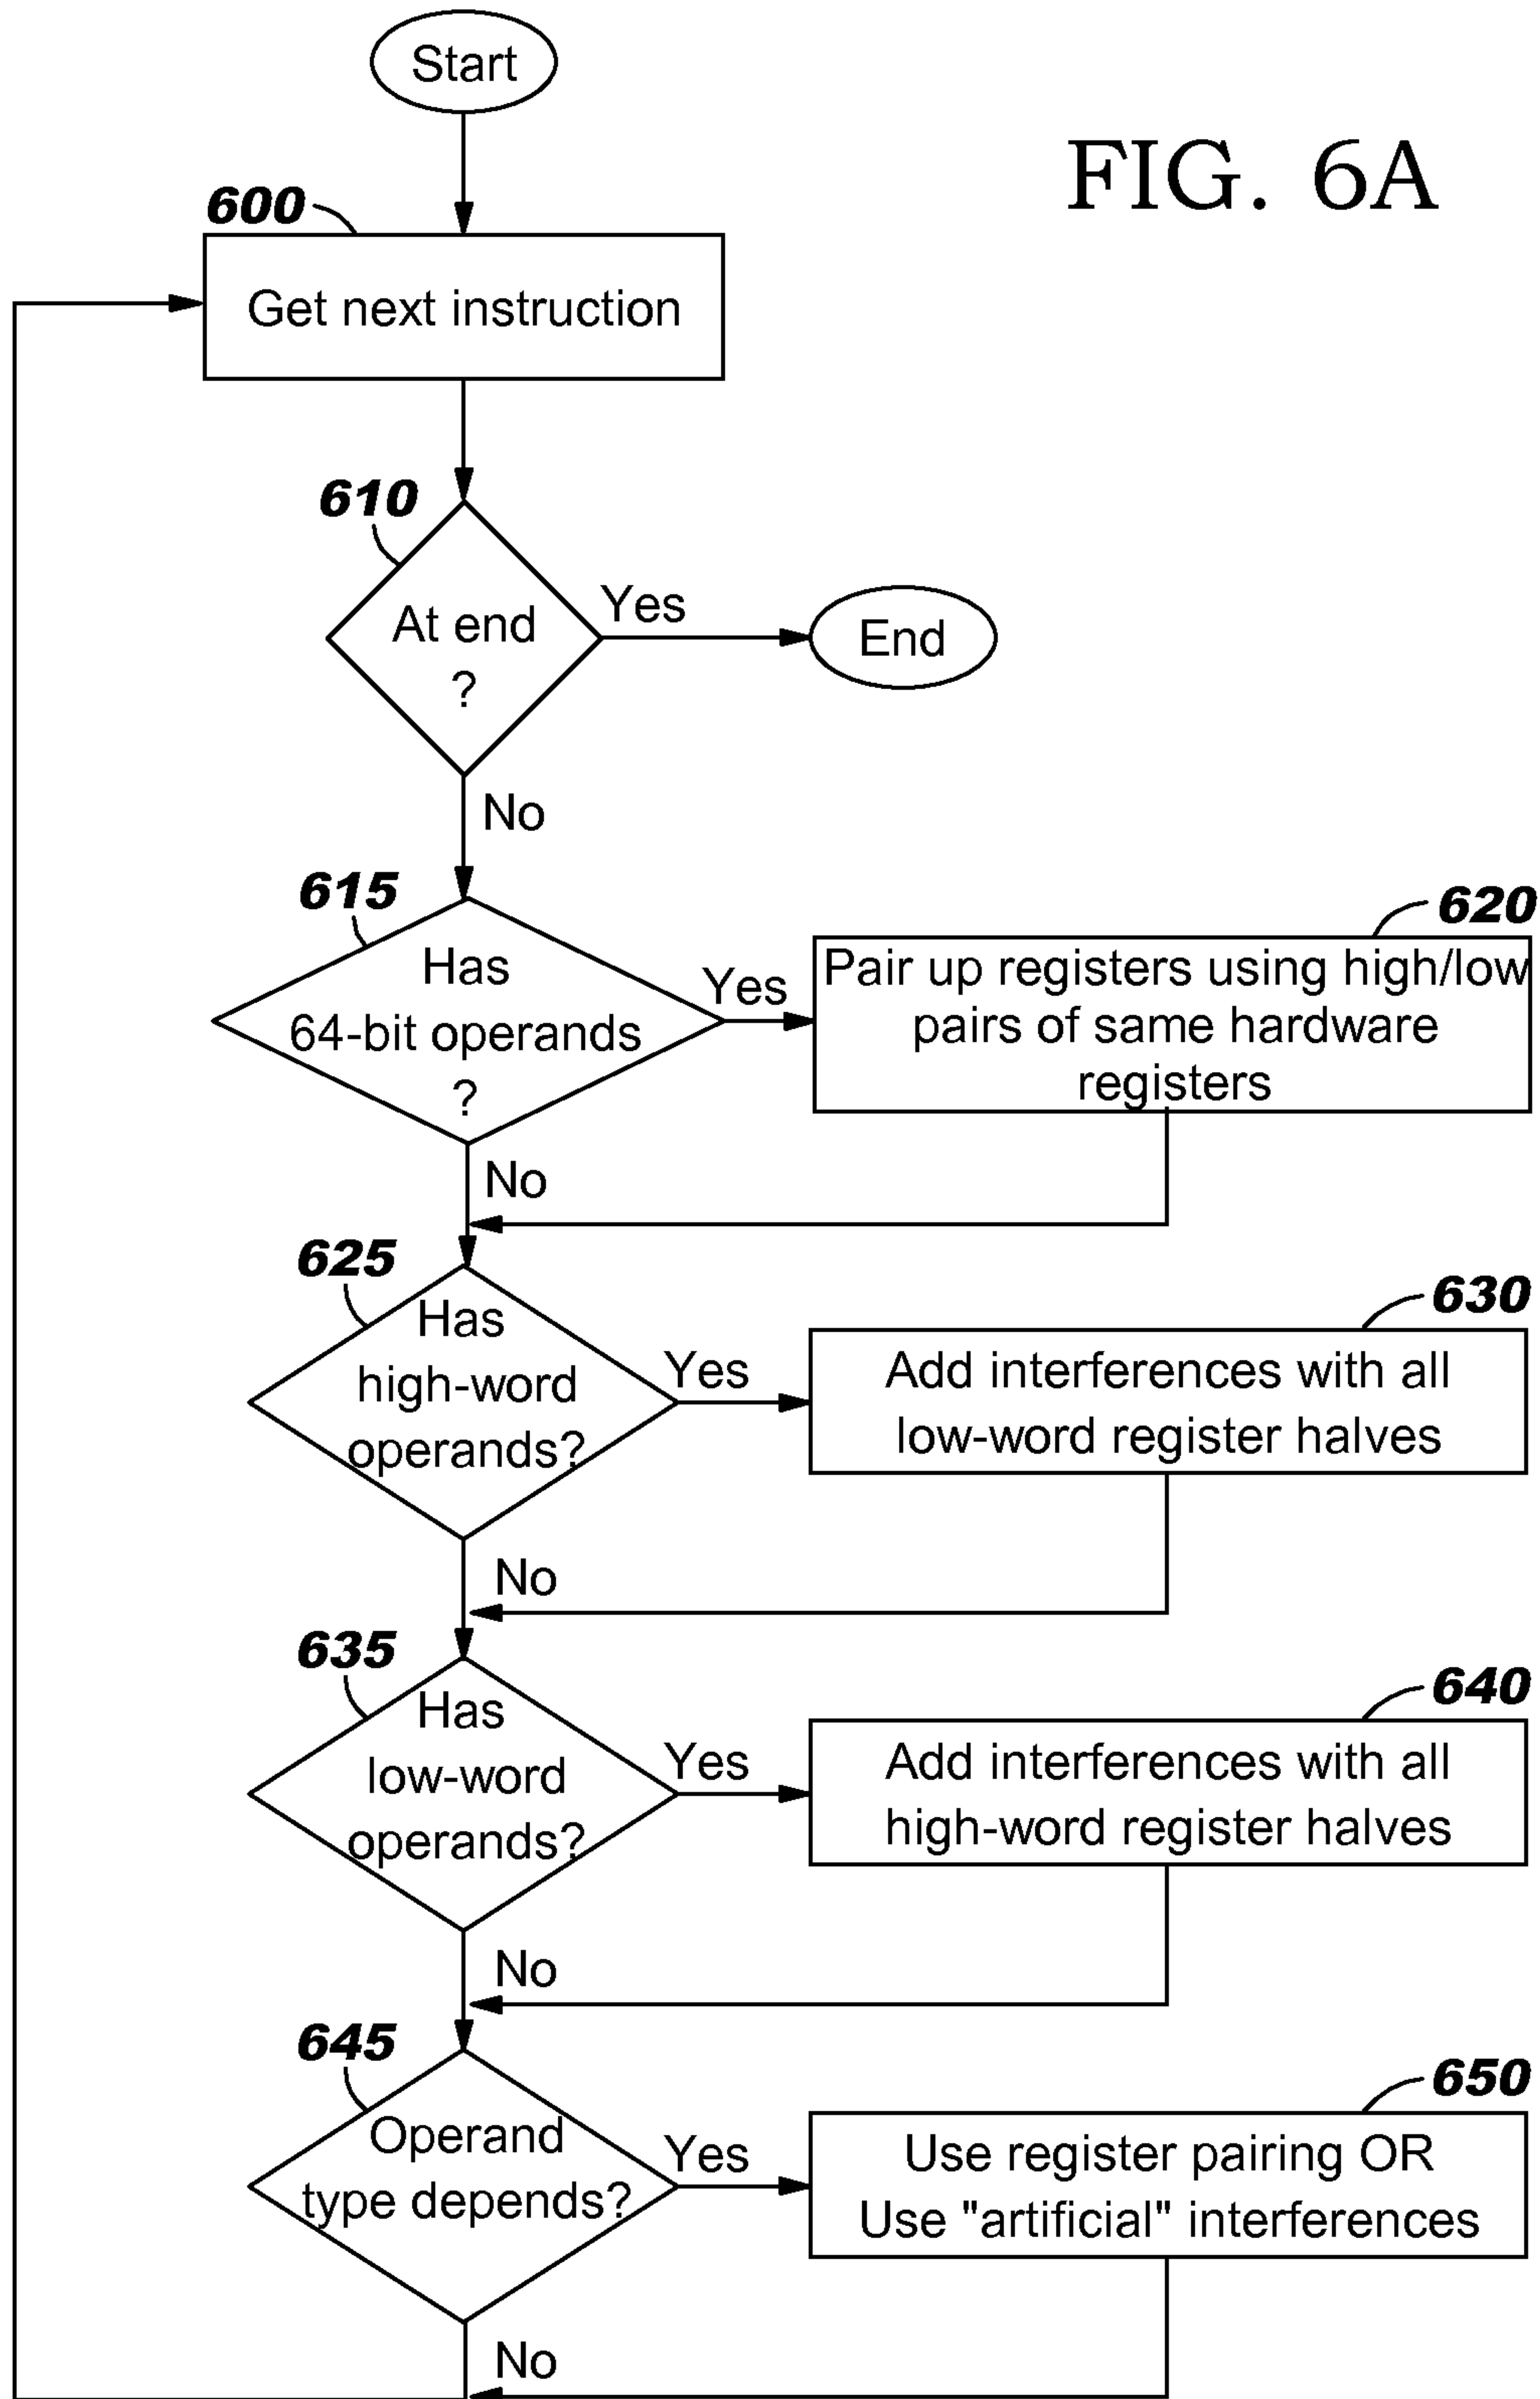 Start
FIG. 6A
600
Get next instruction
610
At end
?
Yes
End
No
615
Has
64-bit operands
?
Yes
620
Pair up registers using high/low
pairs of same hardware
registers
No
625
Has
high-word
operands?
Yes
630
Add interferences with all
low-word register halves
No
635
Has
low-word
operands?
Yes
640
Add interferences with all
high-word register halves
No
645
Operand
type depends?
Yes
650
Use register pairing OR
Use "artificial" interferences
No